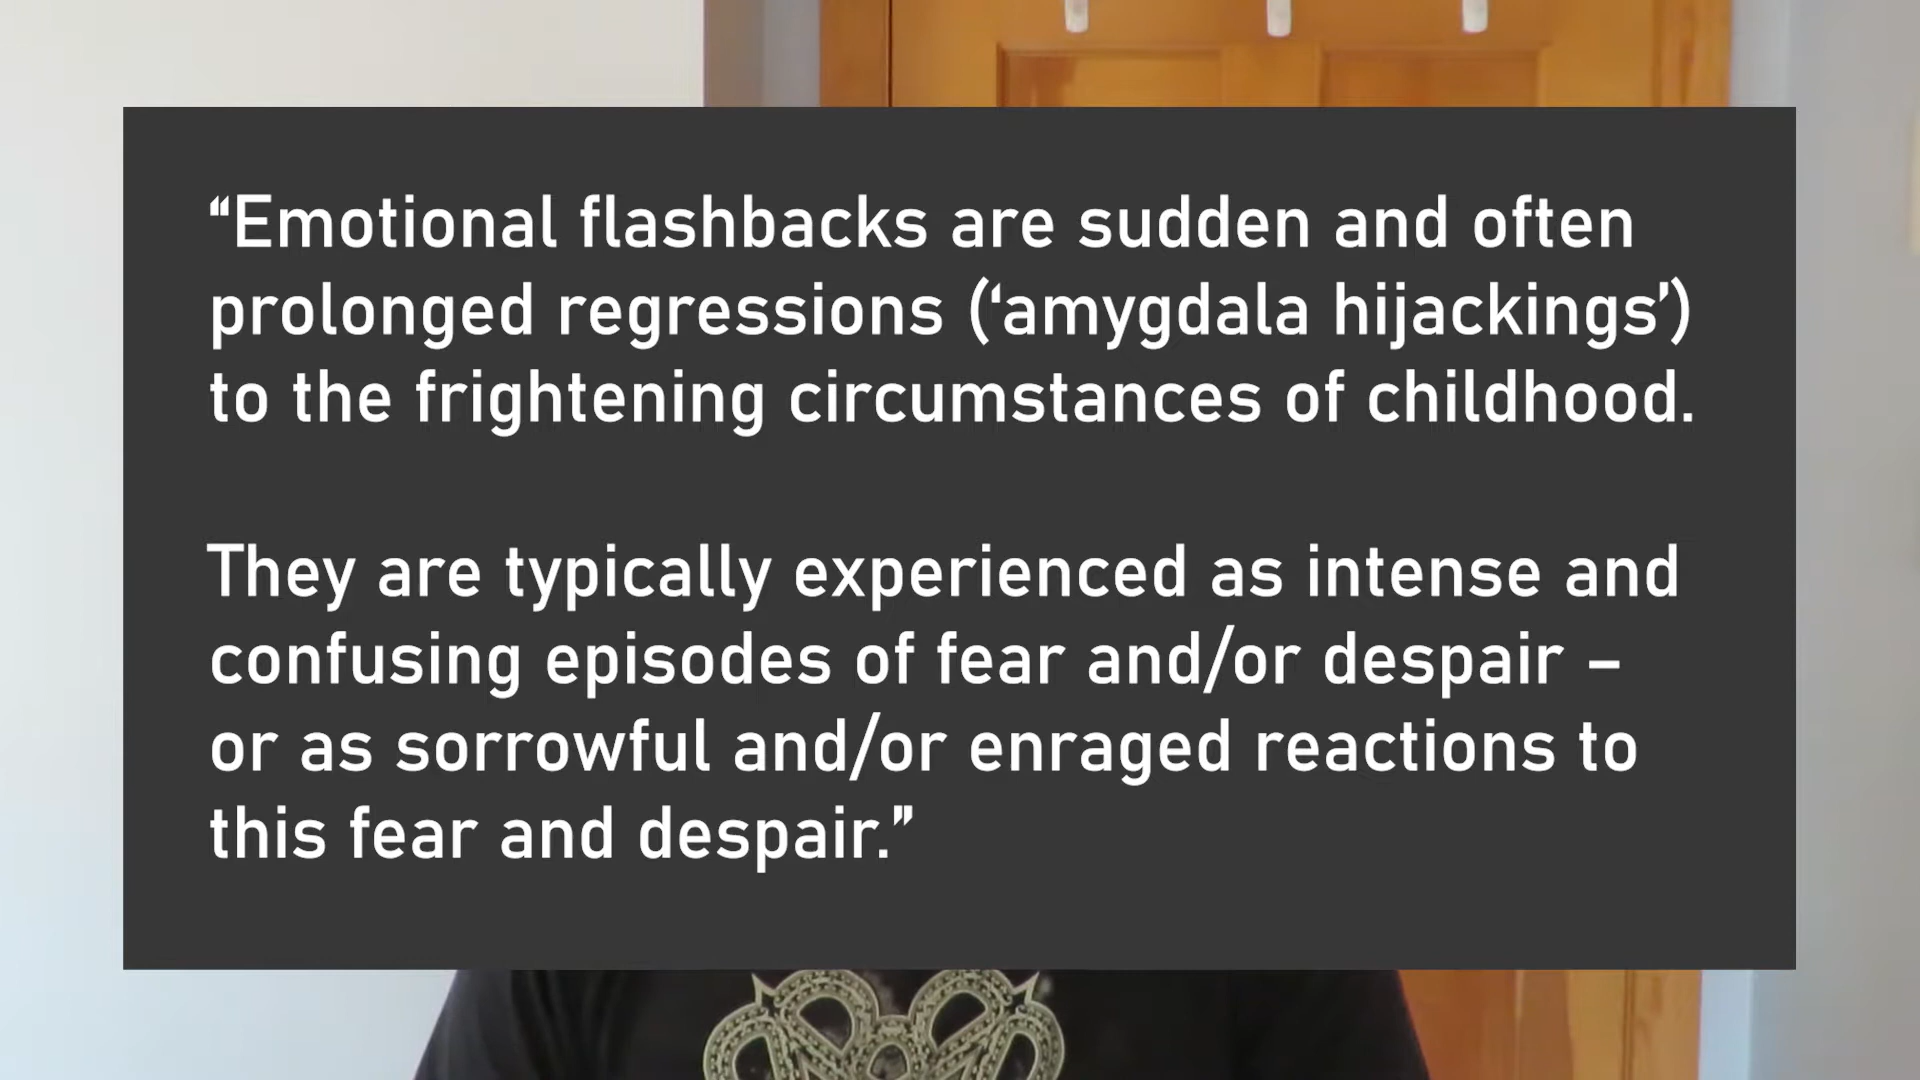 “Emotional flashbacks are sudden and often
prolonged regressions (‘amygdala hijackings’)
to the frightening circumstances of childhood.
They are typically experienced as intense and
confusing episodes of fear and/or despair –
or as sorrowful and/or enraged reactions to
this fear and despair.”